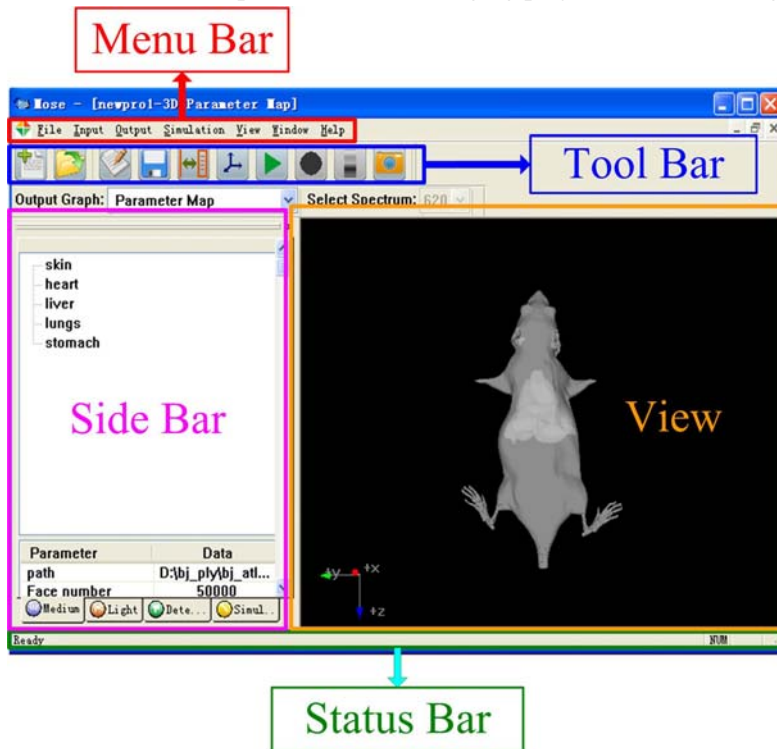 Menu Bar
Mose - [newpro1-3D Parameter Map]
File Input Output Simulation View Window Help
Tool Bar
Output Graph: Parameter Map Select Spectrum: 620
skin
heart
liver
lungs
stomach
Side Bar
View
Parameter Data
path D:\bj_ply\bj_atl...
Face number 50000
+y +x
+z
Medium Light Dete... Simul..
Ready NUM
Status Bar